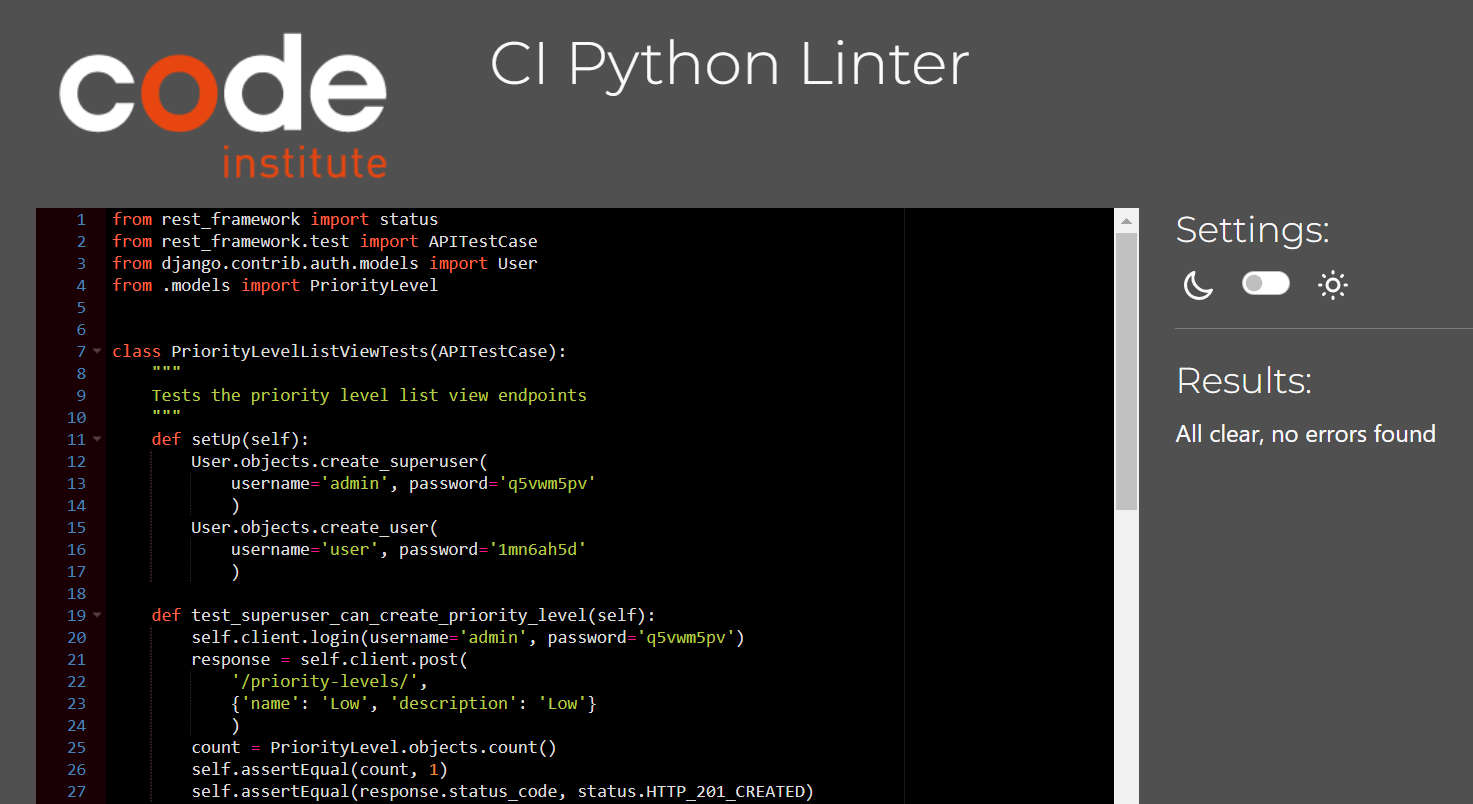 code
institute
CI Python Linter
1 from rest_framework import status
2 from rest_framework.test import APITestCase
3 from django.contrib.auth.models import User
4 from .models import PriorityLevel
5
6
7 class PriorityLevelListViewTests(APITestCase):
8     """
9     Tests the priority level list view endpoints
10     """
11     def setUp(self):
12         User.objects.create_superuser(
13             username='admin', password='q5vwm5pv'
14             )
15         User.objects.create_user(
16             username='user', password='1mn6ah5d'
17             )
18
19     def test_superuser_can_create_priority_level(self):
20         self.client.login(username='admin', password='q5vwm5pv')
21         response = self.client.post(
22             '/priority-levels/',
23             {'name': 'Low', 'description': 'Low'}
24             )
25         count = PriorityLevel.objects.count()
26         self.assertEqual(count, 1)
27         self.assertEqual(response.status_code, status.HTTP_201_CREATED)
Settings:
Results:
All clear, no errors found